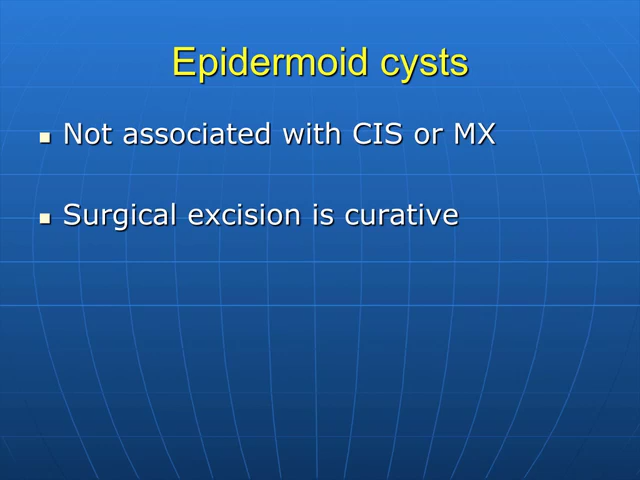 Epidermoid cysts
Not associated with CIS or MX
Surgical excision is curative